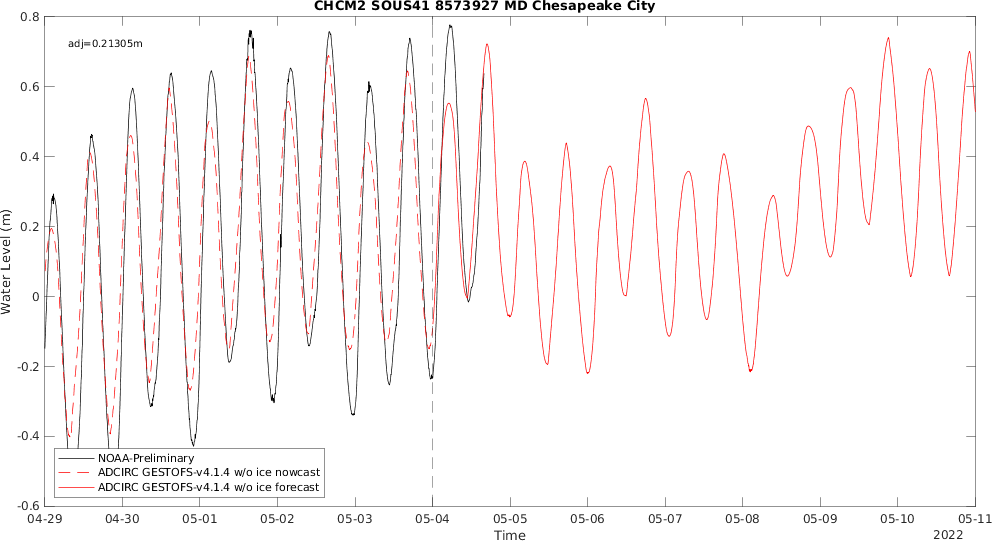 CHCM2 SOUS41 8573927 MD Chesapeake City
adj=0.21305m
0.8
0.6
0.4
0.2
0
-0.2
-0.4
-0.6
Water Level (m)
NOAA-Preliminary
ADCIRC GESTOFS-v4.1.4 w/o ice nowcast
ADCIRC GESTOFS-v4.1.4 w/o ice forecast
04-29 04-30 05-01 05-02 05-03 05-04 05-05 05-06 05-07 05-08 05-09 05-10 05-11
Time
2022